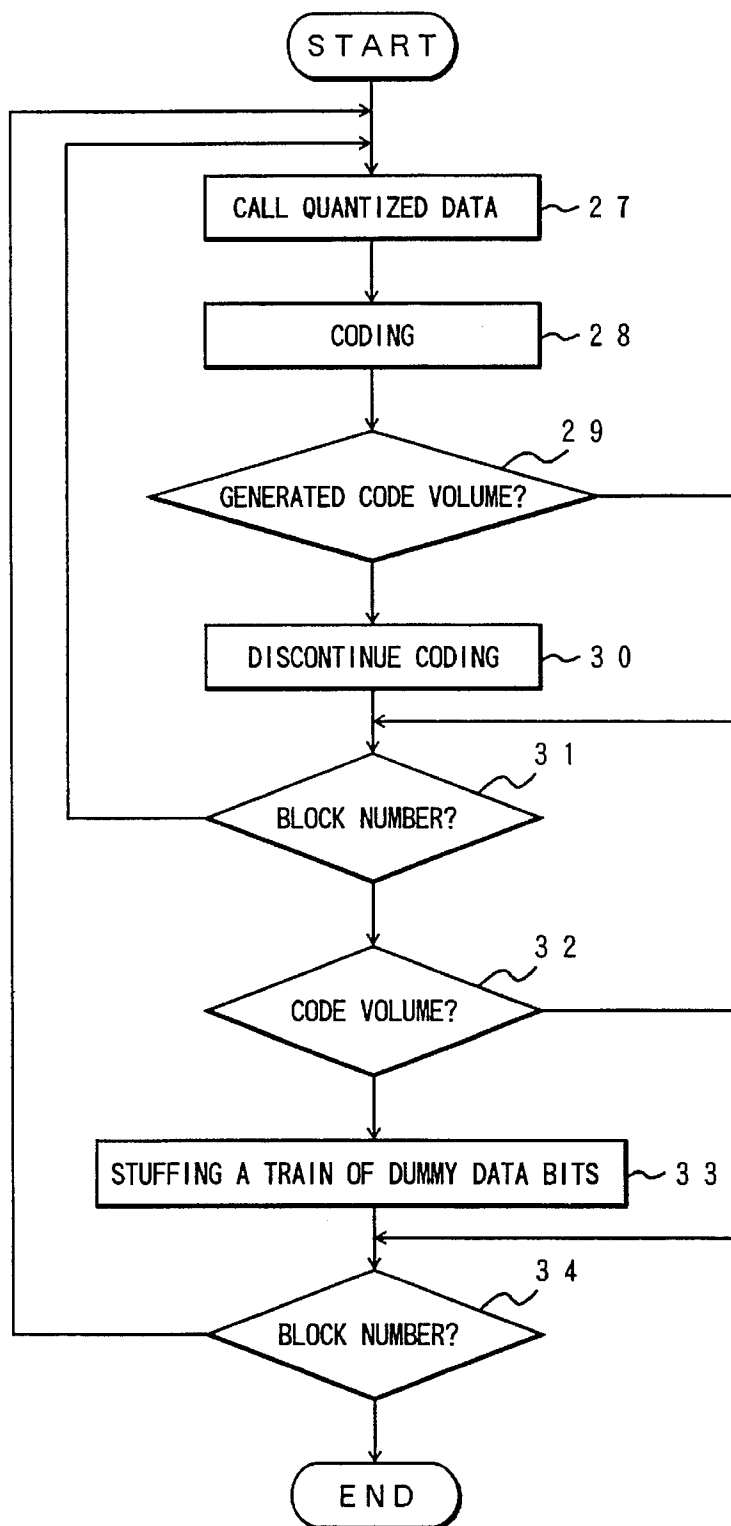 START
CALL QUANTIZED DATA
27
CODING
28
29
GENERATED CODE VOLUME?
DISCONTINUE CODING
30
31
BLOCK NUMBER?
32
CODE VOLUME?
STUFFING A TRAIN OF DUMMY DATA BITS
33
34
BLOCK NUMBER?
END